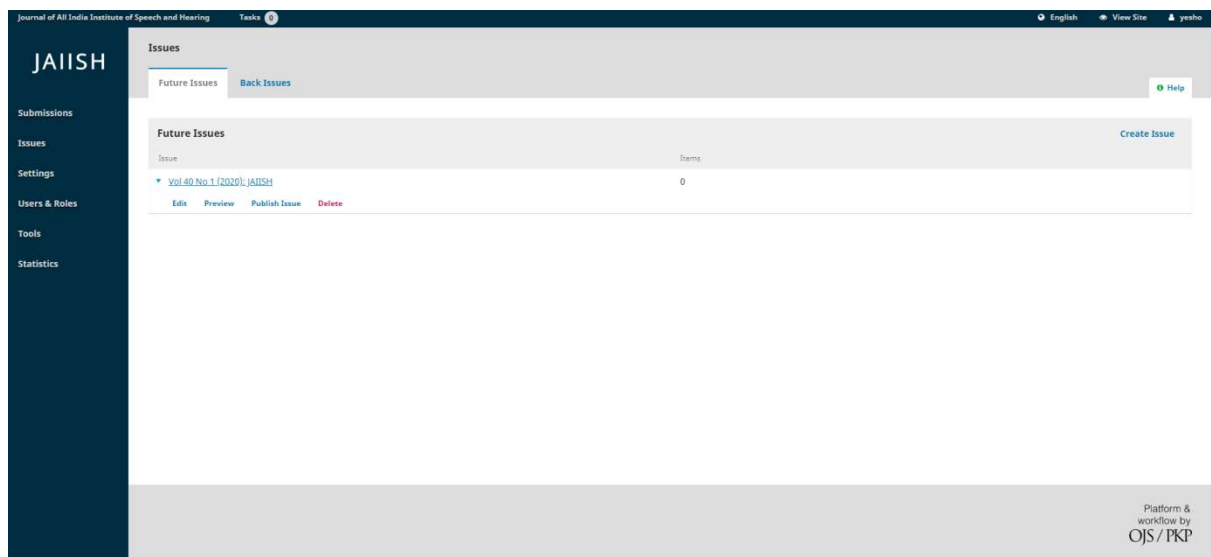 Journal of All India Institute of Speech and Hearing Tasks 0 English View Site yesho
JAIISH
Submissions
Issues
Settings
Users & Roles
Tools
Statistics
Issues
Future Issues Back Issues
Help
Future Issues Create Issue
Issue Items
Vol 40 No 1 (2020): JAIISH 0
Edit Preview Publish Issue Delete
Platform &
workflow by
OJS / PKP